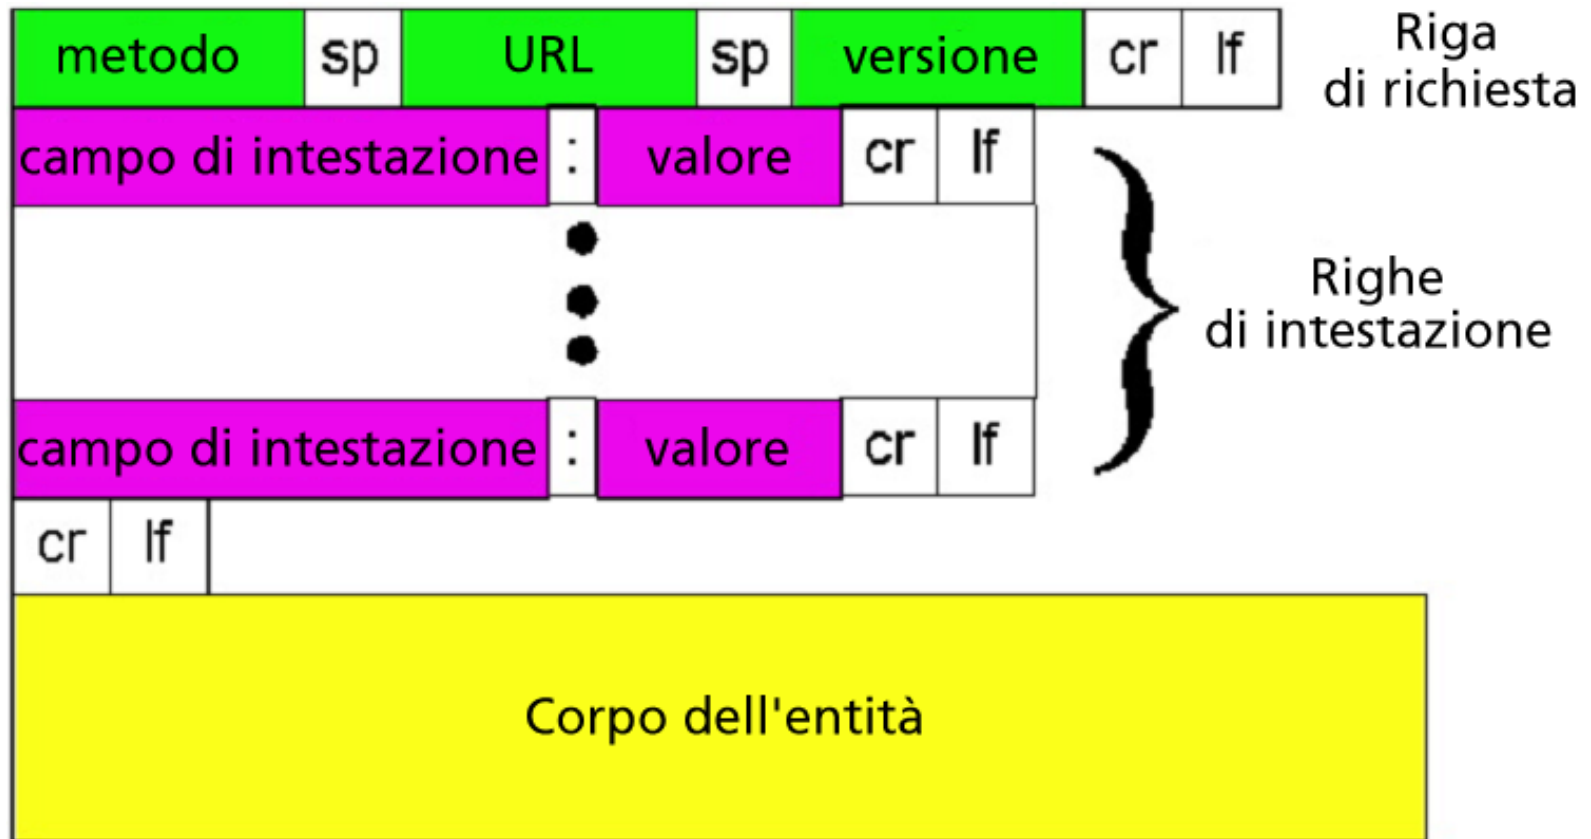 metodo sp URL sp versione cr lf
Riga
di richiesta
campo di intestazione : valore cr lf
Righe
di intestazione
campo di intestazione : valore cr lf
cr lf
Corpo dell'entità